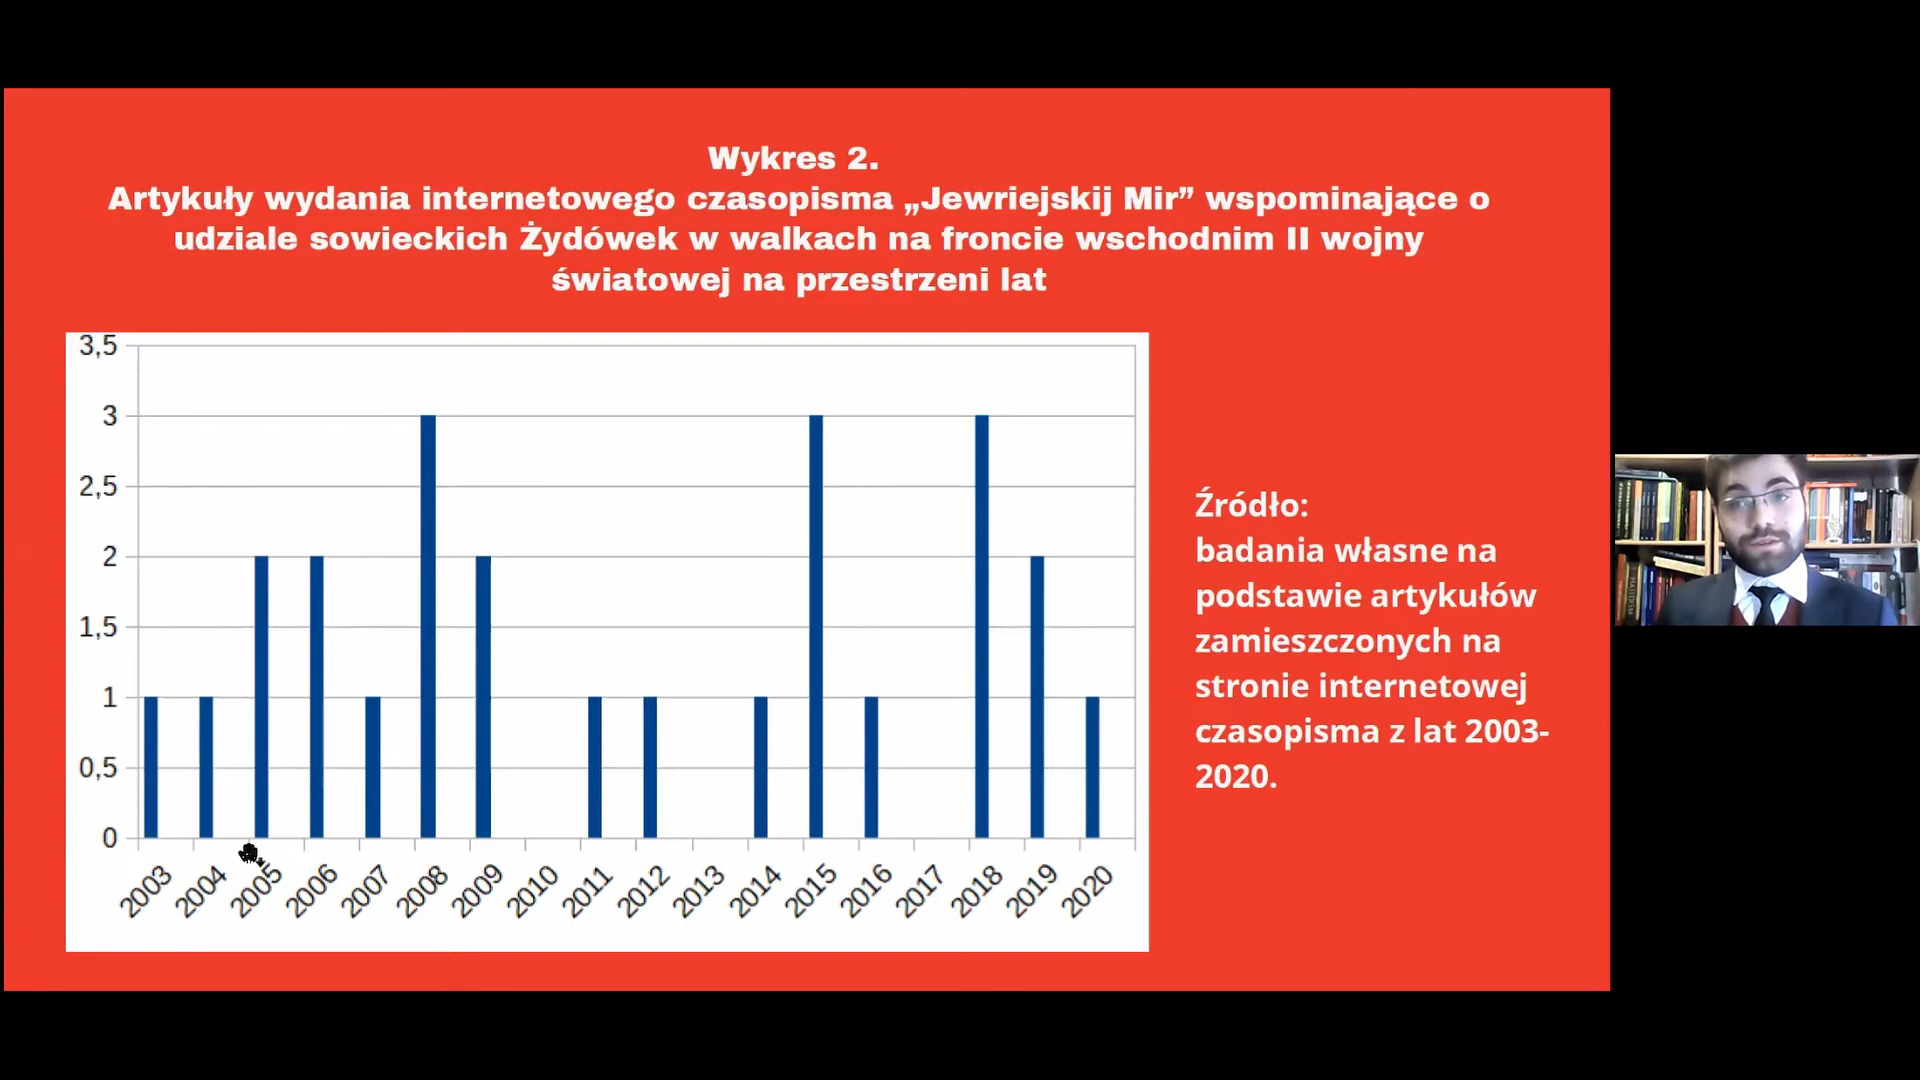 Wykres 2.
Artykuły wydania internetowego czasopisma „Jewriejskij Mir” wspominające o
udziale sowieckich Żydówek w walkach na froncie wschodnim II wojny
światowej na przestrzeni lat
3,5
3
2,5
2
1,5
1
0,5
0
2003
2004
2005
2006
2007
2008
2009
2010
2011
2012
2013
2014
2015
2016
2017
2018
2019
2020
Źródło:
badania własne na
podstawie artykułów
zamieszczonych na
stronie internetowej
czasopisma z lat 2003-
2020.